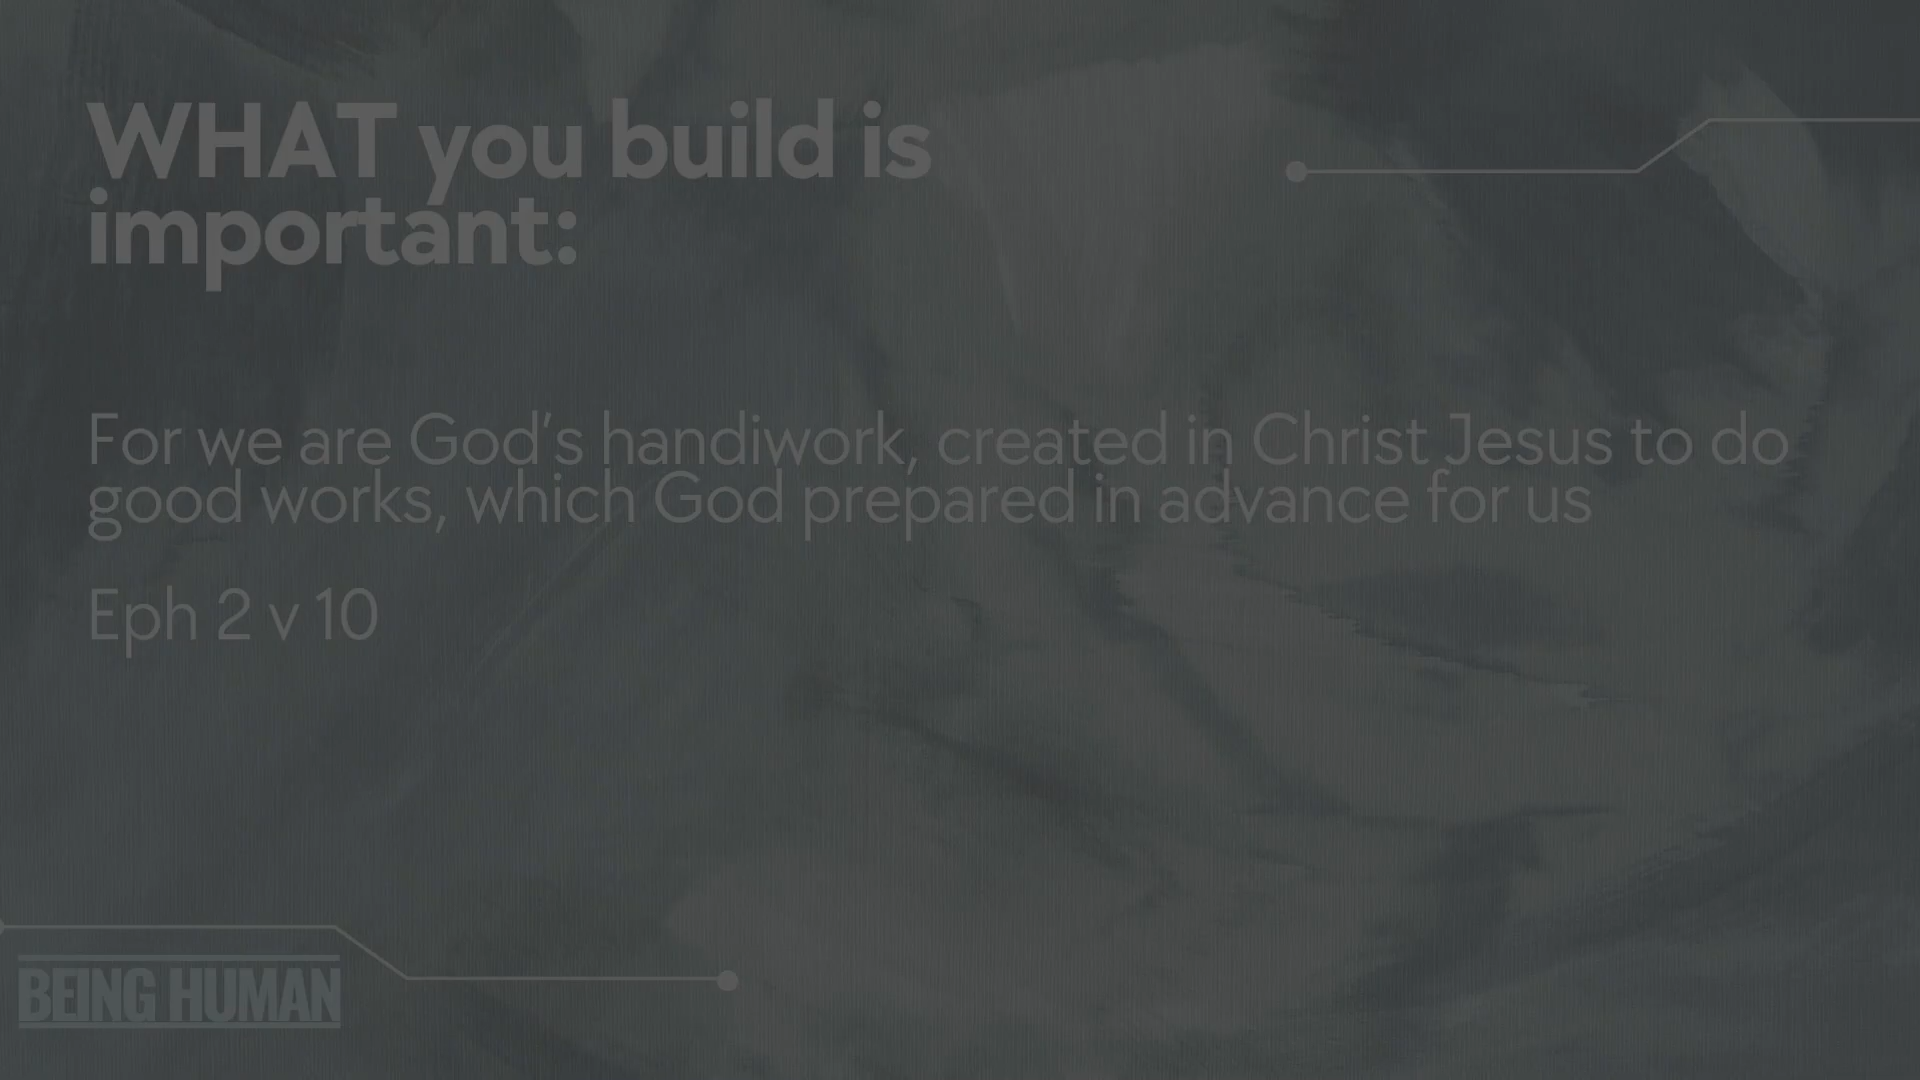 WHAT you build is
important:
For we are God’s handiwork, created in Christ Jesus to do
good works, which God prepared in advance for us
Eph 2 v 10
BEING HUMAN